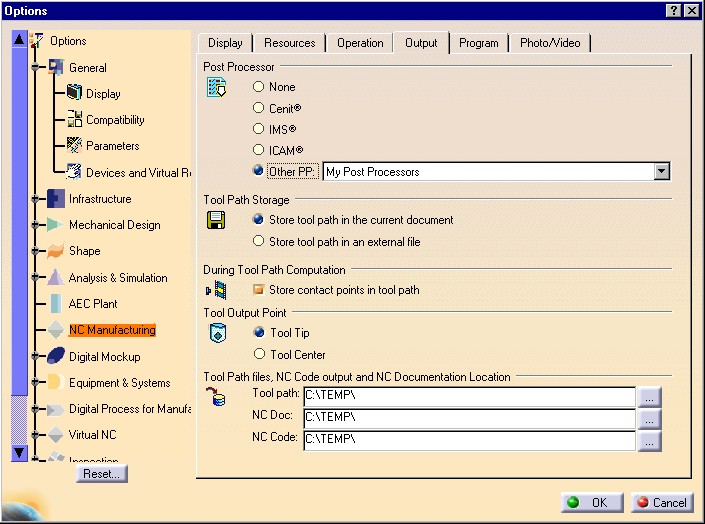 Options
Options
General
Display
Compatibility
Parameters
Devices and Virtual
Infrastructure
Mechanical Design
Shape
Analysis & Simulation
AEC Plant
NC Manufacturing
Digital Mockup
Equipment & Systems
Digital Process for
Virtual NC
Inspection
Reset...
Display Resources Operation Output Program Photo/Video
Post Processor
None
Cenit®
IMS®
ICAM®
Other PP: My Post Processors
Tool Path Storage
Store tool path in the current document
Store tool path in an external file
During Tool Path Computation
Store contact points in tool path
Tool Output Point
Tool Tip
Tool Center
Tool Path files, NC Code output and NC Documentation Location
Tool path: C:\TEMP\ ...
NC Doc: C:\TEMP\ ...
NC Code: C:\TEMP\ ...
OK Cancel